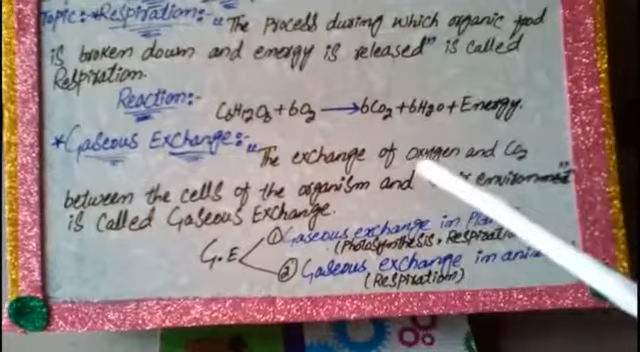 Topic:- *Respiration:- "The Process during which organic food
is broken down and energy is released" is called
Respiration.
Reaction:- C6H12O6 + 6O2 → 6CO2 + 6H2O + Energy.
*Gaseous Exchange:-
"The exchange of oxygen and CO2
between the cells of the organism and environment"
is Called Gaseous Exchange.
G.E ① Gaseous exchange in
(Photosynthesis, Respirati
② Gaseous exchange in
(Respiration)